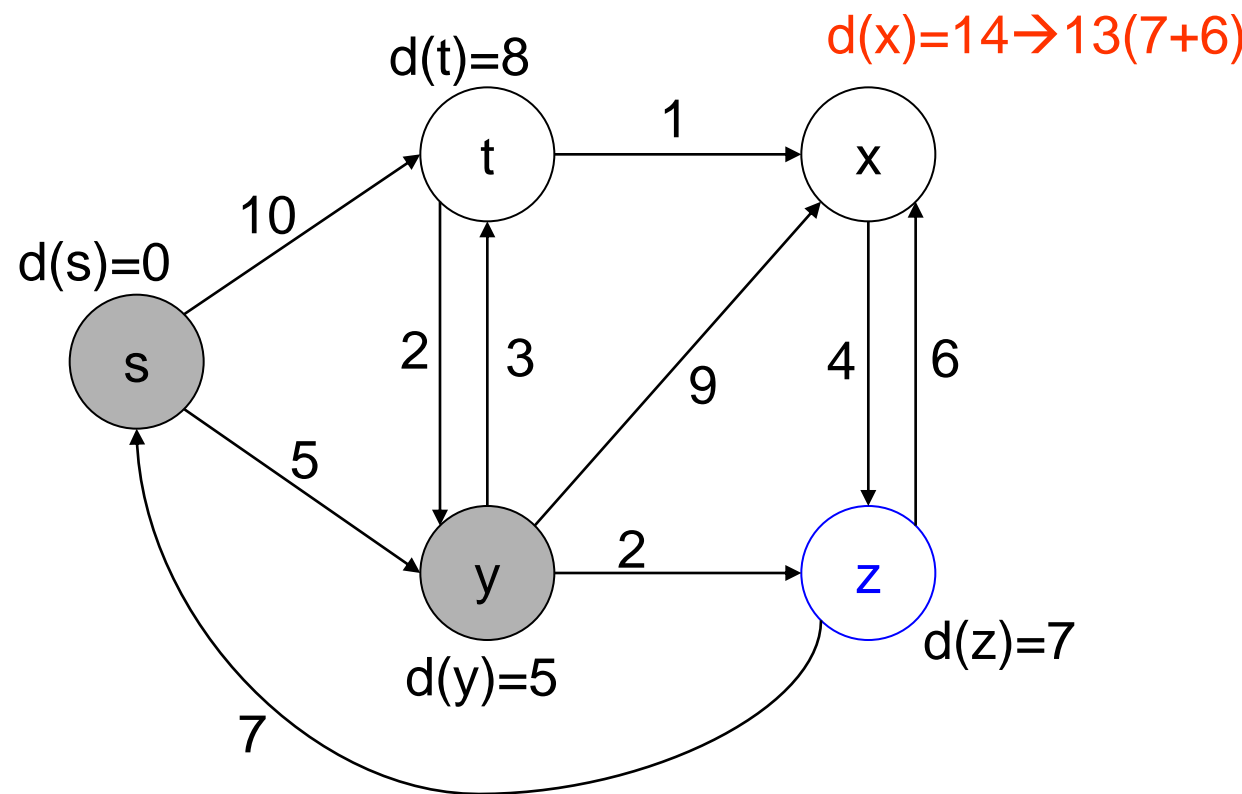 d(x)=14→13(7+6)
d(t)=8
1
t
x
10
d(s)=0
2
3
4
6
s
9
5
2
y
z
d(z)=7
d(y)=5
7